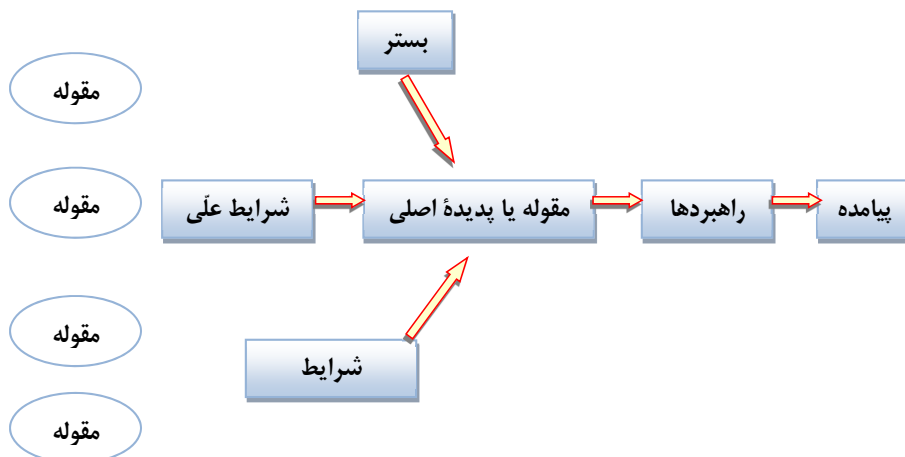 بستر
مقوله
مقوله
شرایط علّی
مقوله یا پدیدهٔ اصلی
راهبردها
پیامده
مقوله
شرایط
مقوله